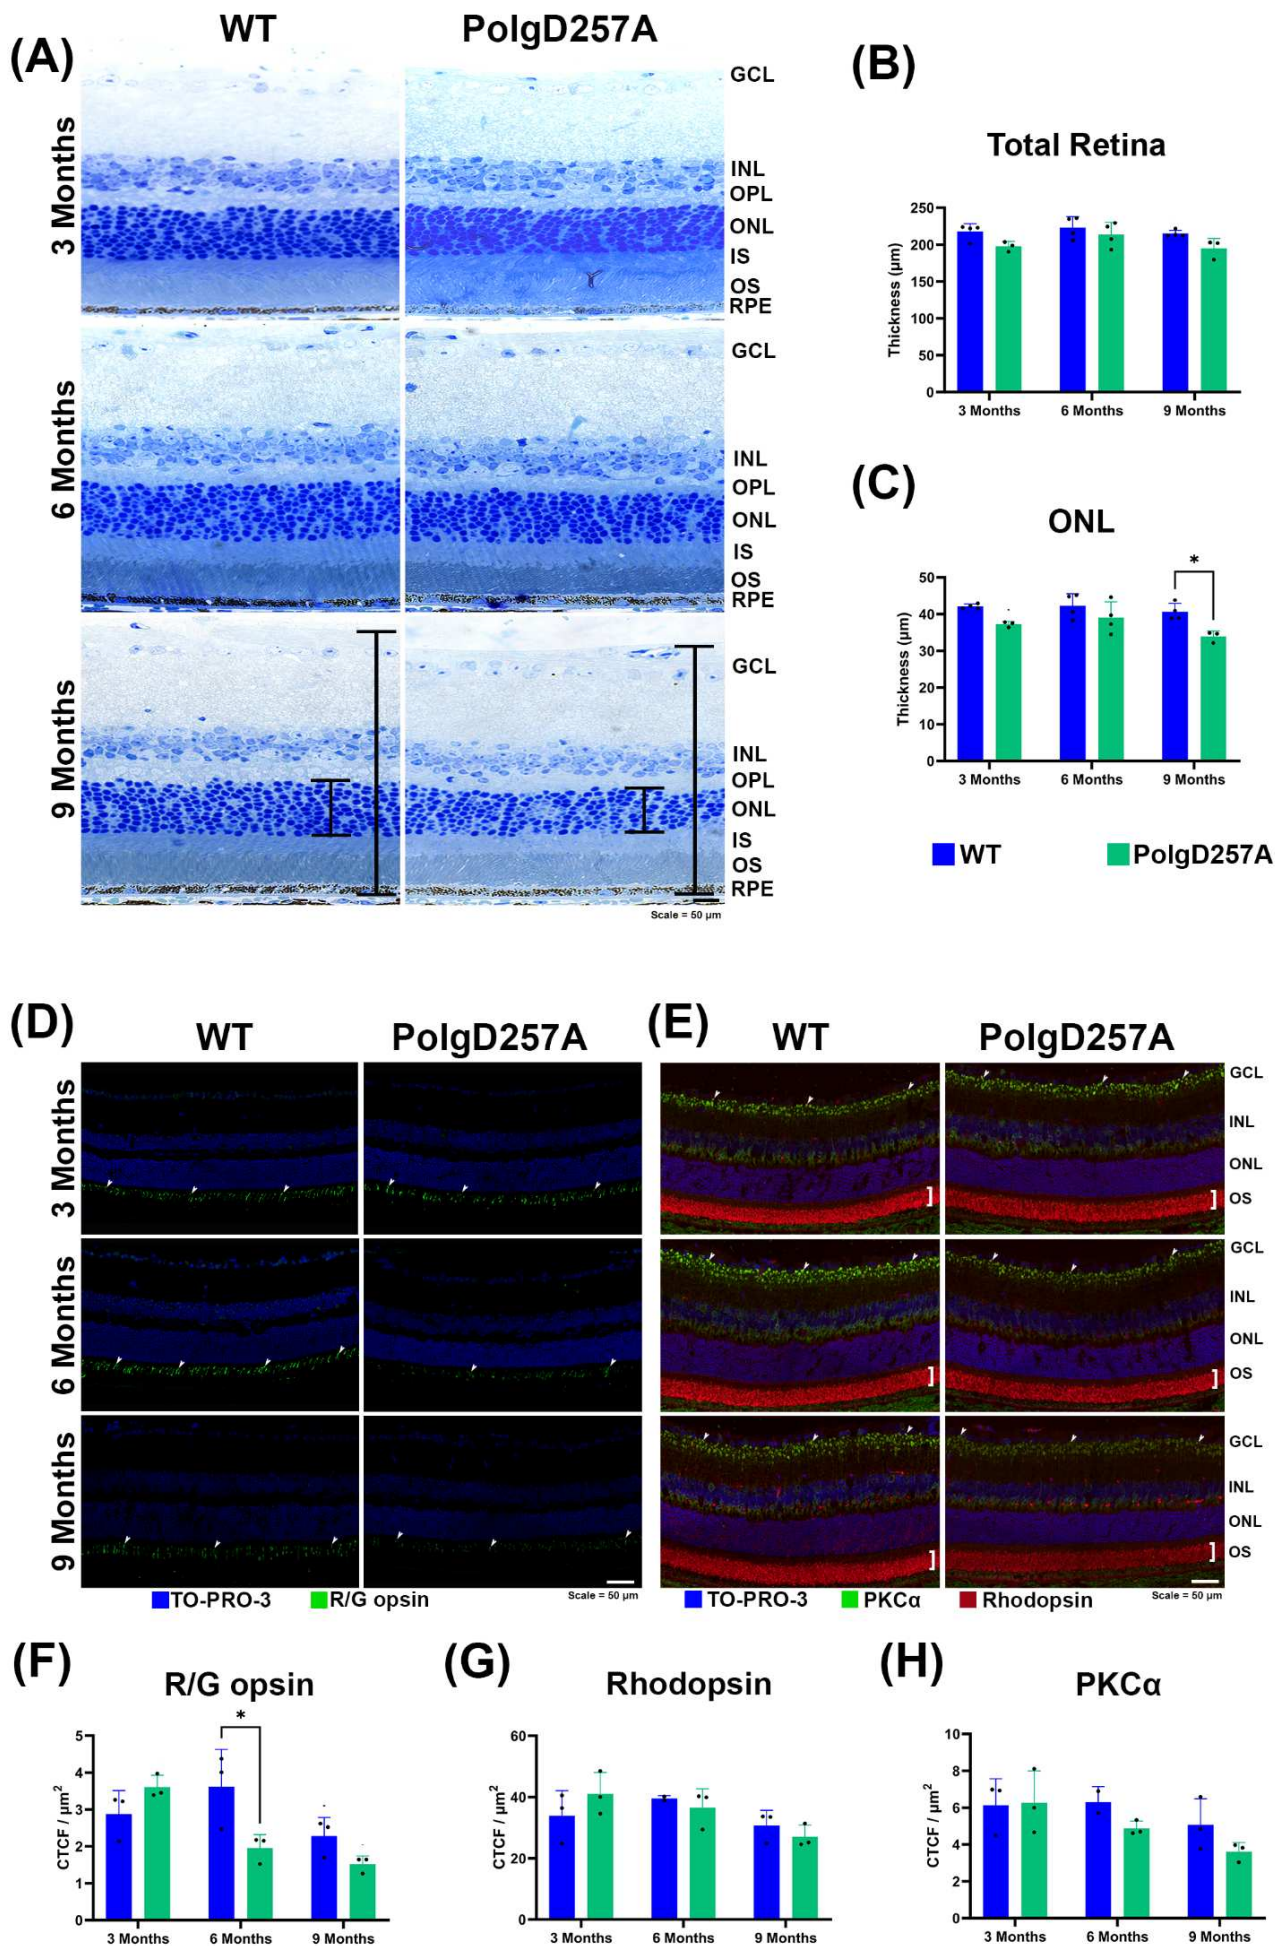 (A)
WT
PolgD257A
3 Months
GCL
INL
OPL
ONL
IS
OS
RPE
6 Months
GCL
INL
OPL
ONL
IS
OS
RPE
9 Months
GCL
INL
OPL
ONL
IS
OS
RPE
Scale = 50 µm
(B)
Total Retina
Thickness (µm)
250
200
150
100
50
0
3 Months
6 Months
9 Months
(C)
ONL
*
Thickness (µm)
50
40
30
20
10
0
3 Months
6 Months
9 Months
WT
PolgD257A
(D)
WT
PolgD257A
3 Months
6 Months
9 Months
TO-PRO-3
R/G opsin
Scale = 50 µm
(E)
WT
PolgD257A
GCL
INL
ONL
OS
GCL
INL
ONL
OS
GCL
INL
ONL
OS
TO-PRO-3
PKCα
Rhodopsin
Scale = 50 µm
(F)
R/G opsin
*
CTCF / µm²
5
4
3
2
1
0
3 Months
6 Months
9 Months
(G)
Rhodopsin
CTCF / µm²
60
40
20
0
3 Months
6 Months
9 Months
(H)
PKCα
CTCF / µm²
10
8
6
4
2
0
3 Months
6 Months
9 Months